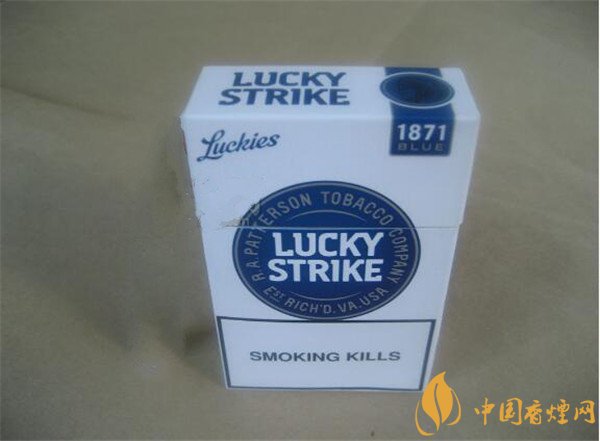 LUCKY
STRIKE
1871
BLUE
Luckies
R.A. PATTERSON TOBACCO COMPANY
LUCKY
STRIKE
EST RICH'D. VA. USA
SMOKING KILLS
中国香烟网